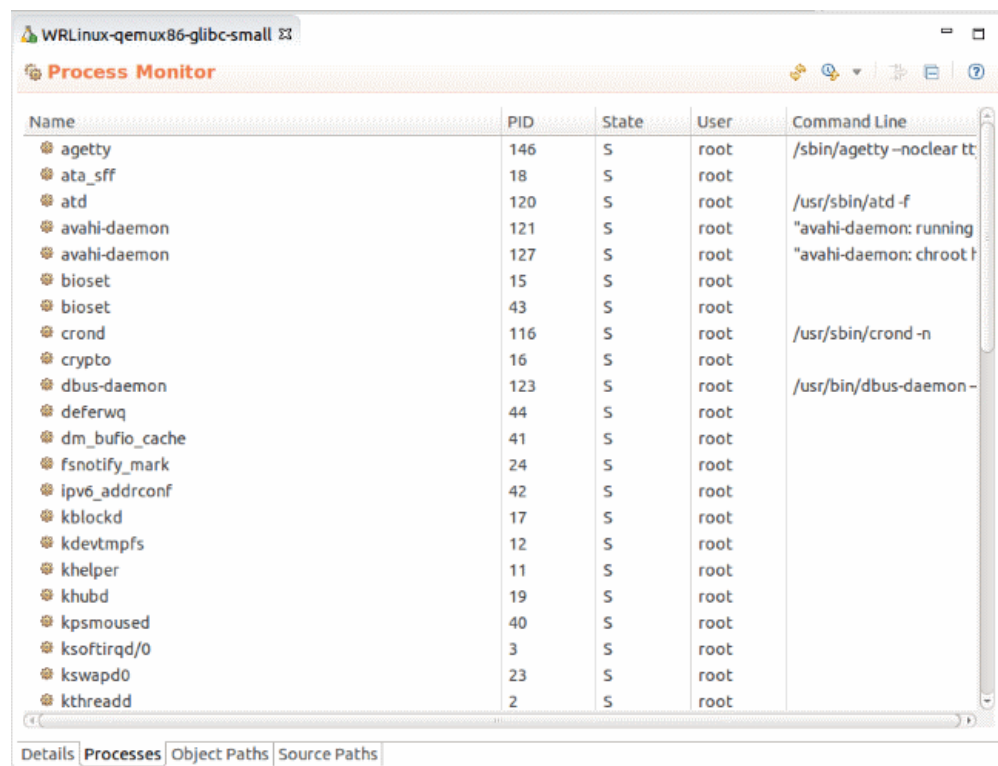 WRLinux-qemux86-glibc-small
Process Monitor
Name PID State User Command Line
agetty 146 S root /sbin/agetty --noclear tt
ata_sff 18 S root
atd 120 S root /usr/sbin/atd -f
avahi-daemon 121 S root "avahi-daemon: running
avahi-daemon 127 S root "avahi-daemon: chroot h
bioset 15 S root
bioset 43 S root
crond 116 S root /usr/sbin/crond -n
crypto 16 S root
dbus-daemon 123 S root /usr/bin/dbus-daemon -
deferwq 44 S root
dm_bufio_cache 41 S root
fsnotify_mark 24 S root
ipv6_addrconf 42 S root
kblockd 17 S root
kdevtmpfs 12 S root
khelper 11 S root
khubd 19 S root
kpsmoused 40 S root
ksoftirqd/0 3 S root
kswapd0 23 S root
kthreadd 2 S root
Details Processes Object Paths Source Paths